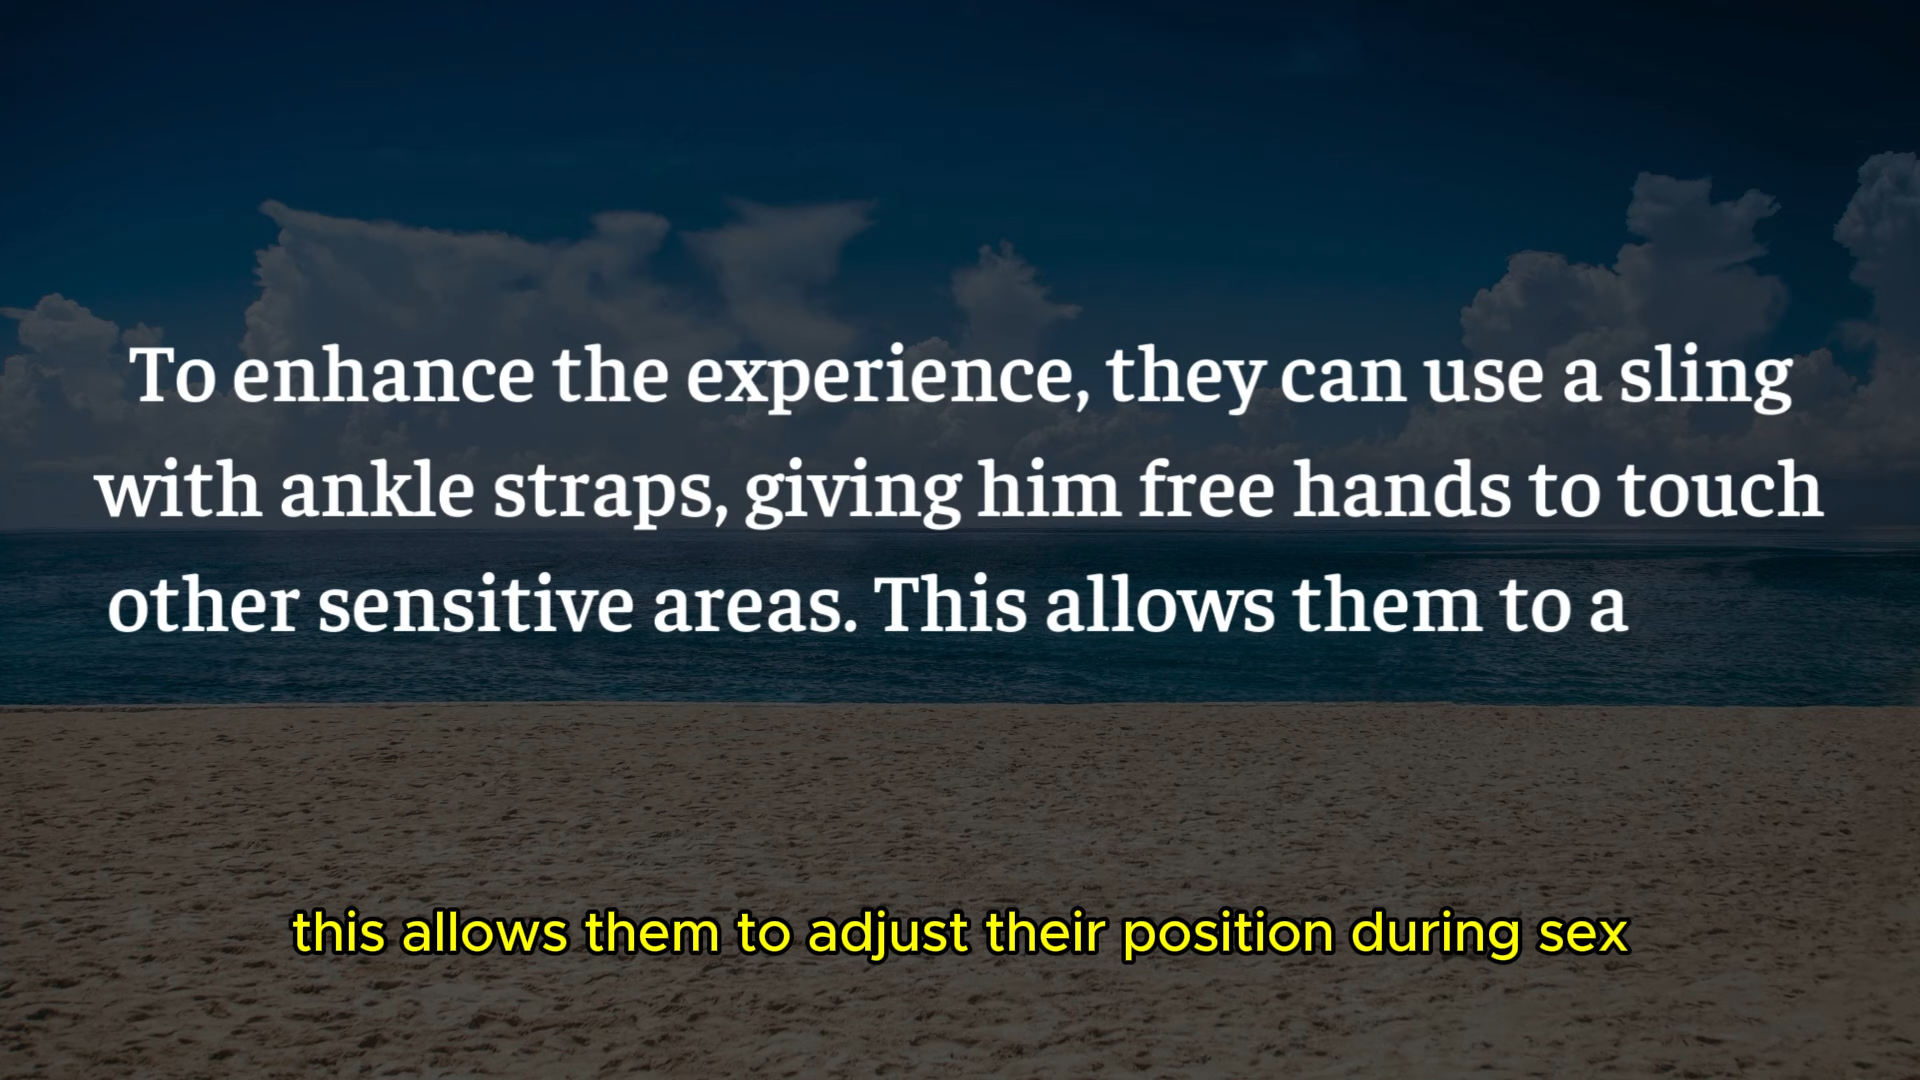 To enhance the experience, they can use a sling
with ankle straps, giving him free hands to touch
other sensitive areas. This allows them to a
this allows them to adjust their position during sex